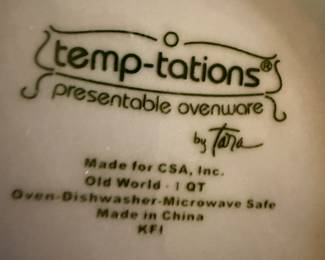 temp-tations®
presentable ovenware
by Tara
Made for CSA, Inc.
Old World · 1 QT
Oven-Dishwasher-Microwave Safe
Made in China
KFI